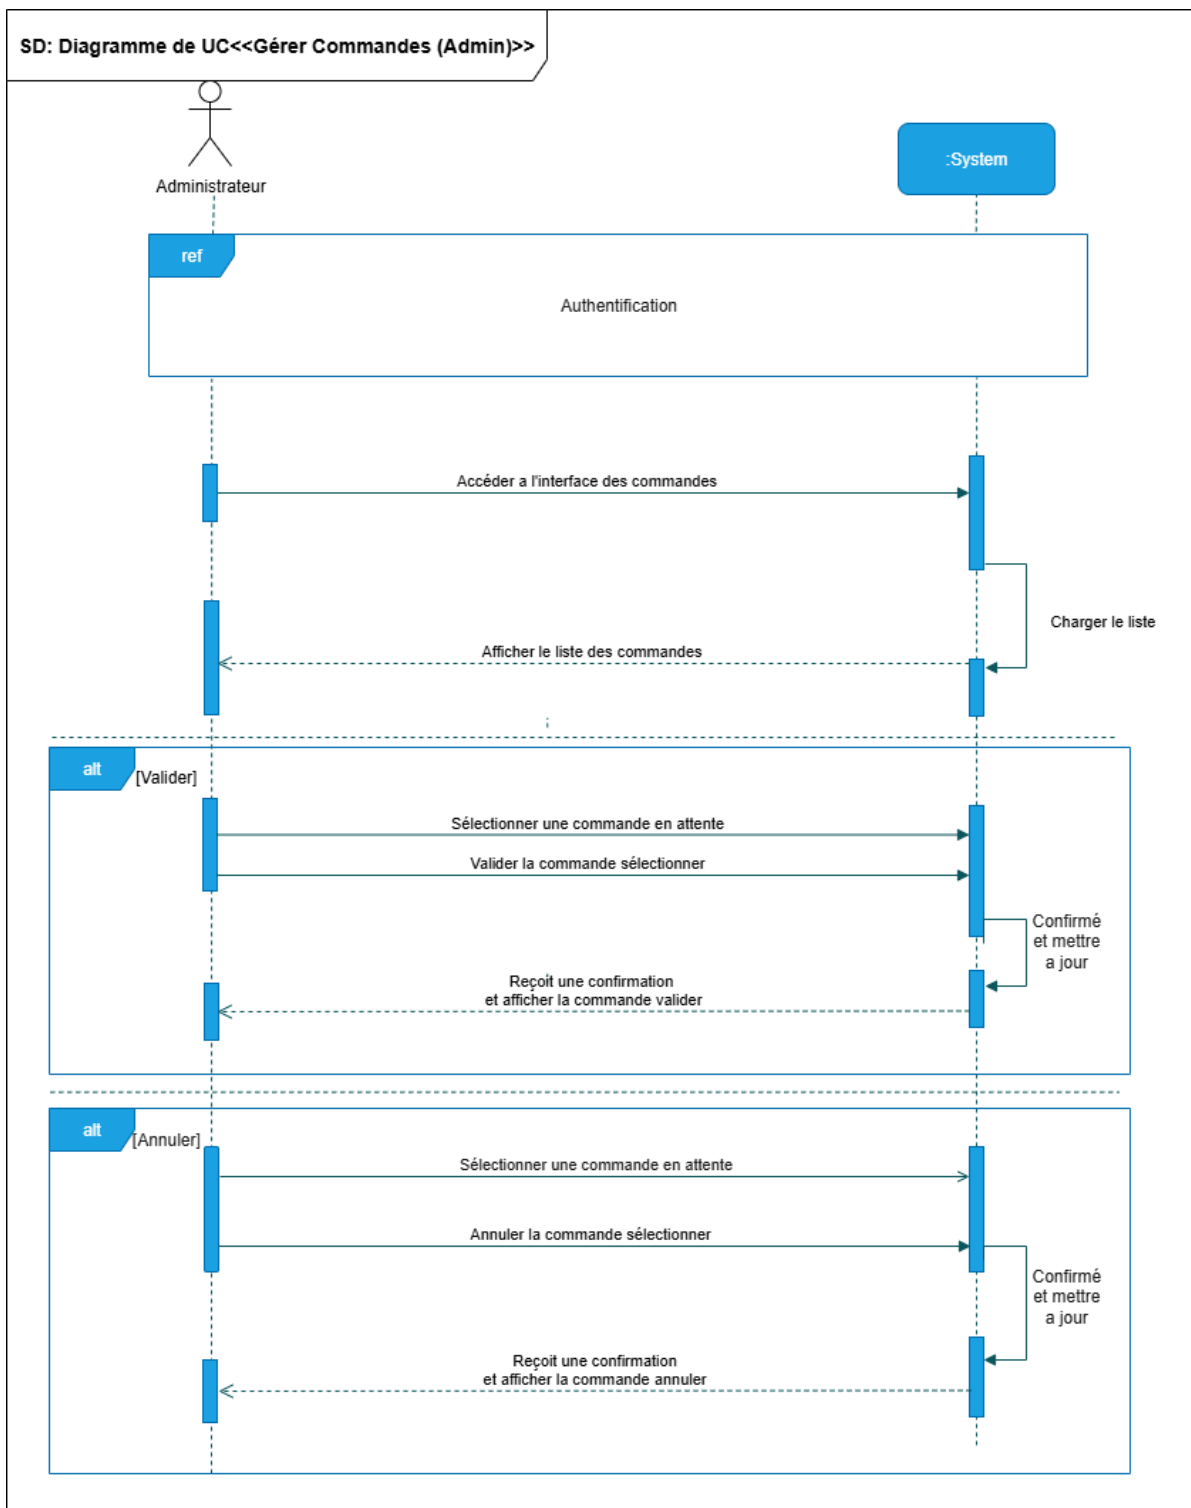 SD: Diagramme de UC<<Gérer Commandes (Admin)>>
:System
Administrateur
ref
Authentification
Accéder a l'interface des commandes
Charger le liste
Afficher le liste des commandes
;
alt
[Valider]
Sélectionner une commande en attente
Valider la commande sélectionner
Confirmé
et mettre
a jour
Reçoit une confirmation
et afficher la commande valider
alt
[Annuler]
Sélectionner une commande en attente
Annuler la commande sélectionner
Confirmé
et mettre
a jour
Reçoit une confirmation
et afficher la commande annuler